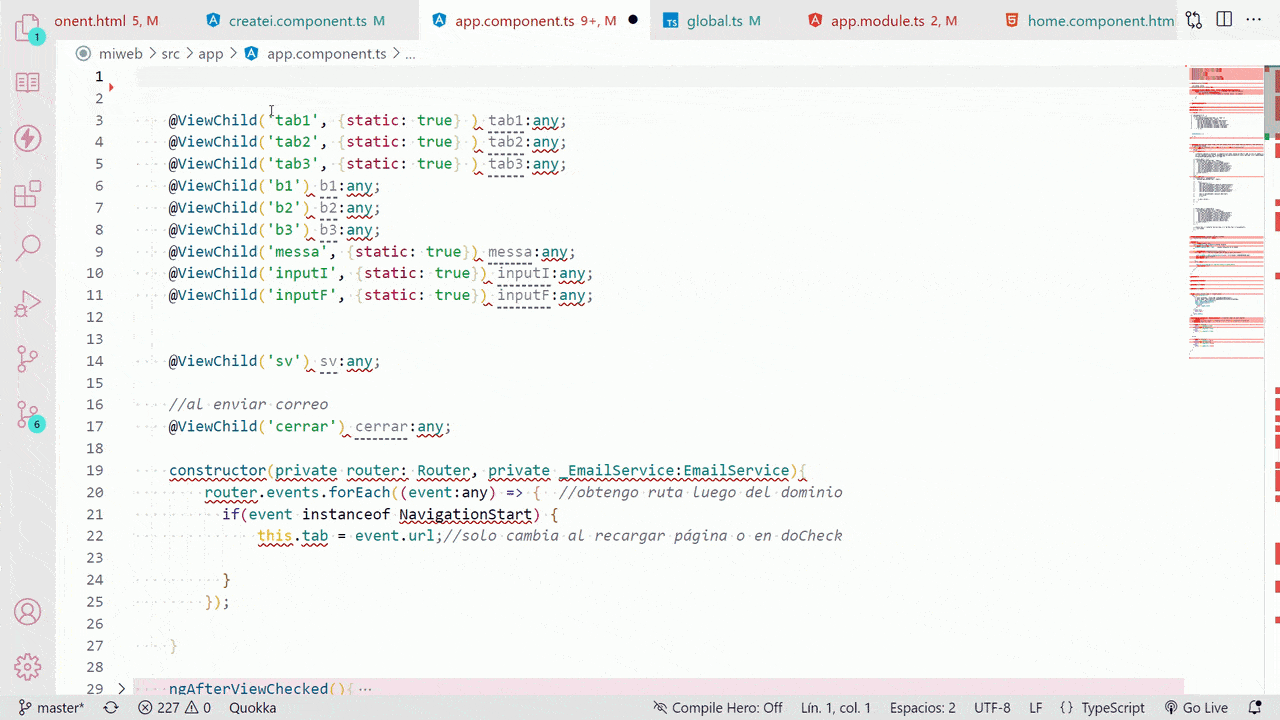 onent.html 5, M createi.component.ts M app.component.ts 9+, M global.ts M app.module.ts 2, M home.component.htm
miweb > src > app > app.component.ts > ...
1
2
3 @ViewChild('tab1', {static: true}) tab1:any;
4 @ViewChild('tab2', {static: true}) tab2:any;
5 @ViewChild('tab3', {static: true}) tab3:any;
6 @ViewChild('b1') b1:any;
7 @ViewChild('b2') b2:any;
8 @ViewChild('b3') b3:any;
9 @ViewChild('messa', {static: true}) messa:any;
10 @ViewChild('inputI', {static: true}) inputI:any;
11 @ViewChild('inputF', {static: true}) inputF:any;
12
13
14 @ViewChild('sv') sv:any;
15
16 //al enviar correo
17 @ViewChild('cerrar') cerrar:any;
18
19 constructor(private router: Router, private _EmailService:EmailService){
20 router.events.forEach((event:any) => { //obtengo ruta luego del dominio
21 if(event instanceof NavigationStart) {
22 this.tab = event.url;//solo cambia al recargar página o en doCheck
23
24 }
25 });
26
27 }
28
29 > ngAfterViewChecked(){ ...
1
6
master* 227 0 Quokka Compile Hero: Off Lín. 1, col. 1 Espacios: 2 UTF-8 LF {} TypeScript Go Live